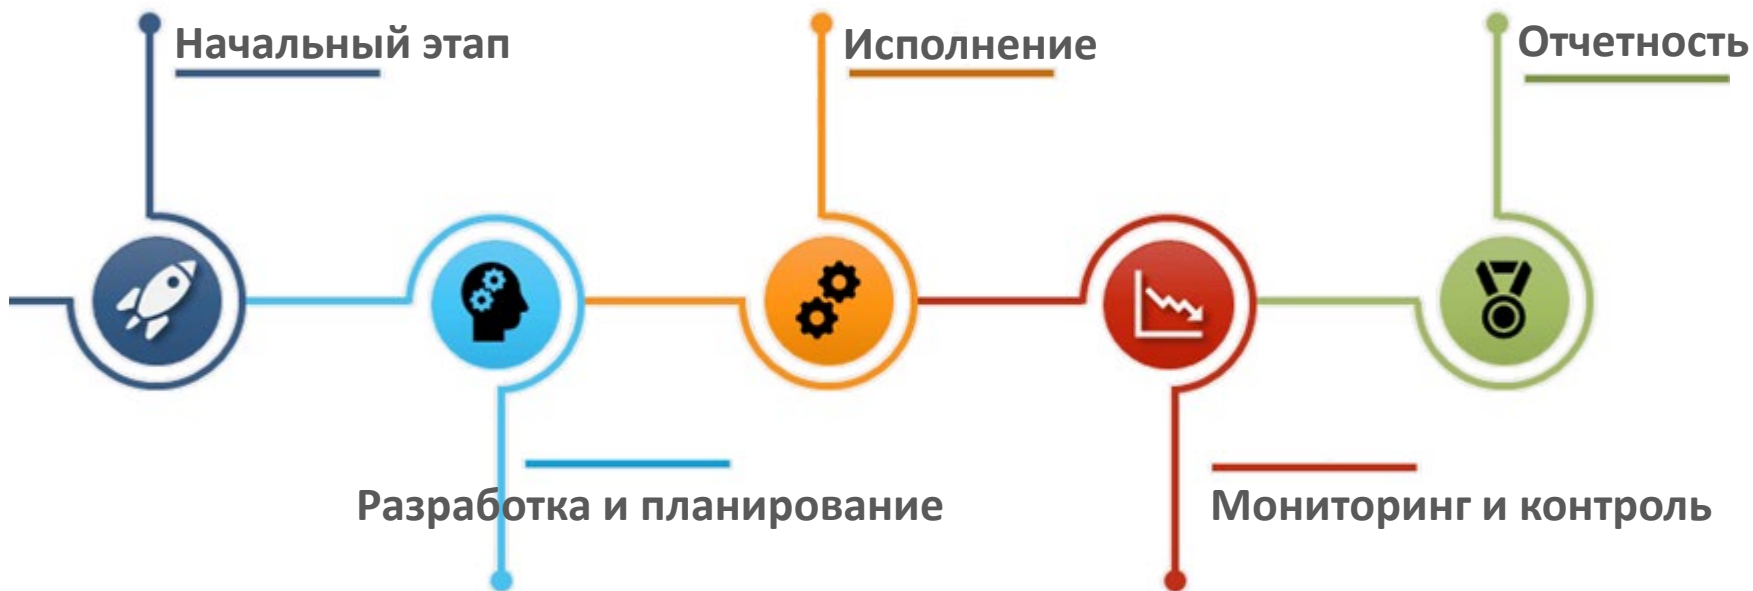 Начальный этап
Исполнение
Отчетность
Разработка и планирование
Мониторинг и контроль